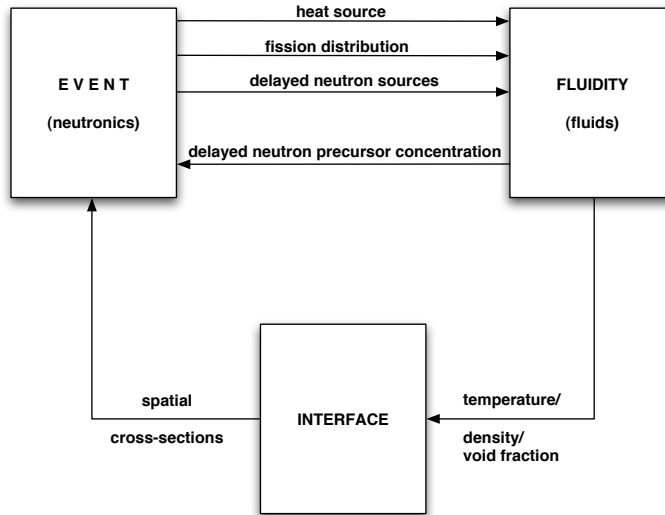 heat source
fission distribution
E V E N T
delayed neutron sources
FLUIDITY
(neutronics)
(fluids)
delayed neutron precursor concentration
spatial
temperature/
INTERFACE
cross-sections
density/
void fraction